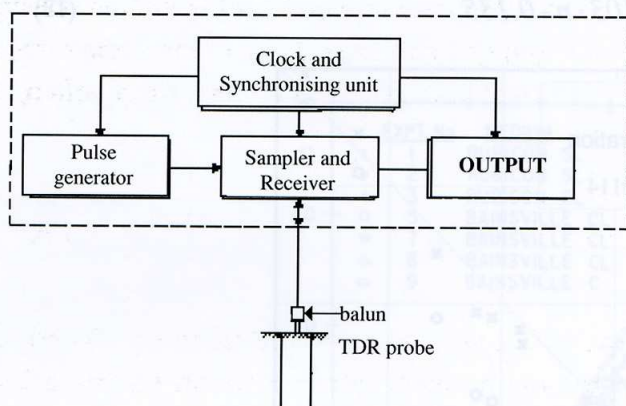 Clock and
Synchronising unit
Pulse
generator
Sampler and
Receiver
OUTPUT
balun
TDR probe